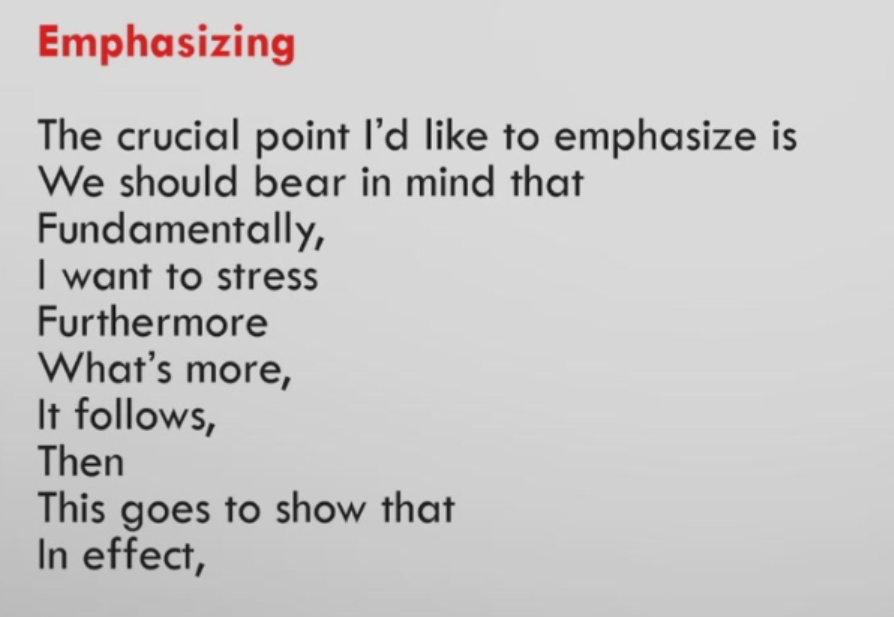 Emphasizing
The crucial point I'd like to emphasize is
We should bear in mind that
Fundamentally,
I want to stress
Furthermore
What's more,
It follows,
Then
This goes to show that
In effect,